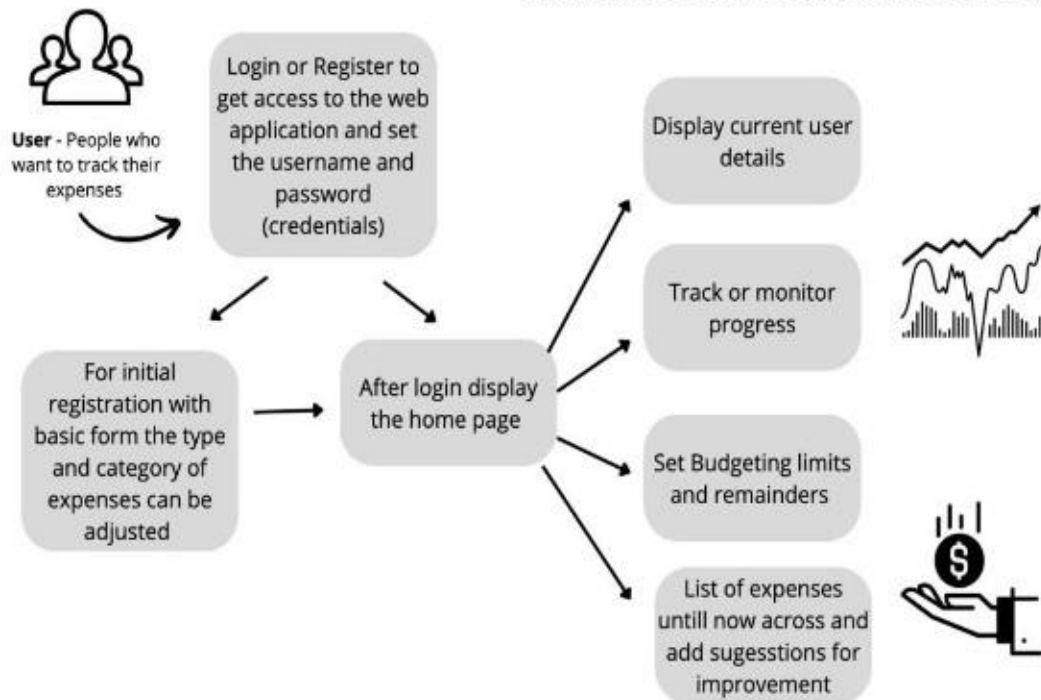 User - People who
want to track their
expenses
Login or Register to
get access to the web
application and set
the username and
password
(credentials)
For initial
registration with
basic form the type
and category of
expenses can be
adjusted
After login display
the home page
Display current user
details
Track or monitor
progress
Set Budgeting limits
and remainders
List of expenses
untill now across and
add sugesstions for
improvement
$